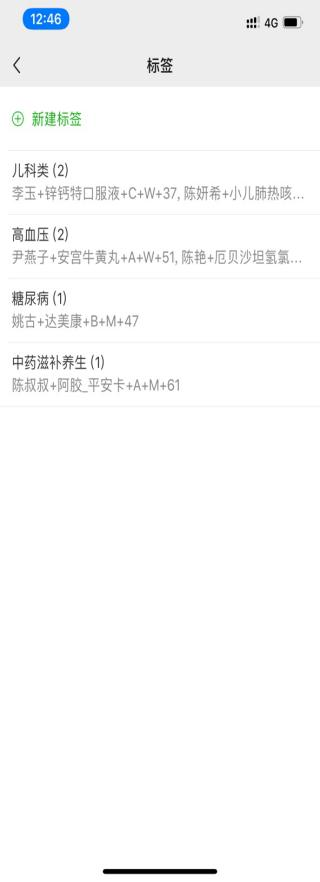 12:46
4G
标签
新建标签
儿科类 (2)
李玉+锌钙特口服液+C+W+37, 陈妍希+小儿肺热咳...
高血压 (2)
尹燕子+安宫牛黄丸+A+W+51, 陈艳+厄贝沙坦氢氯...
糖尿病 (1)
姚古+达美康+B+M+47
中药滋补养生 (1)
陈叔叔+阿胶_平安卡+A+M+61